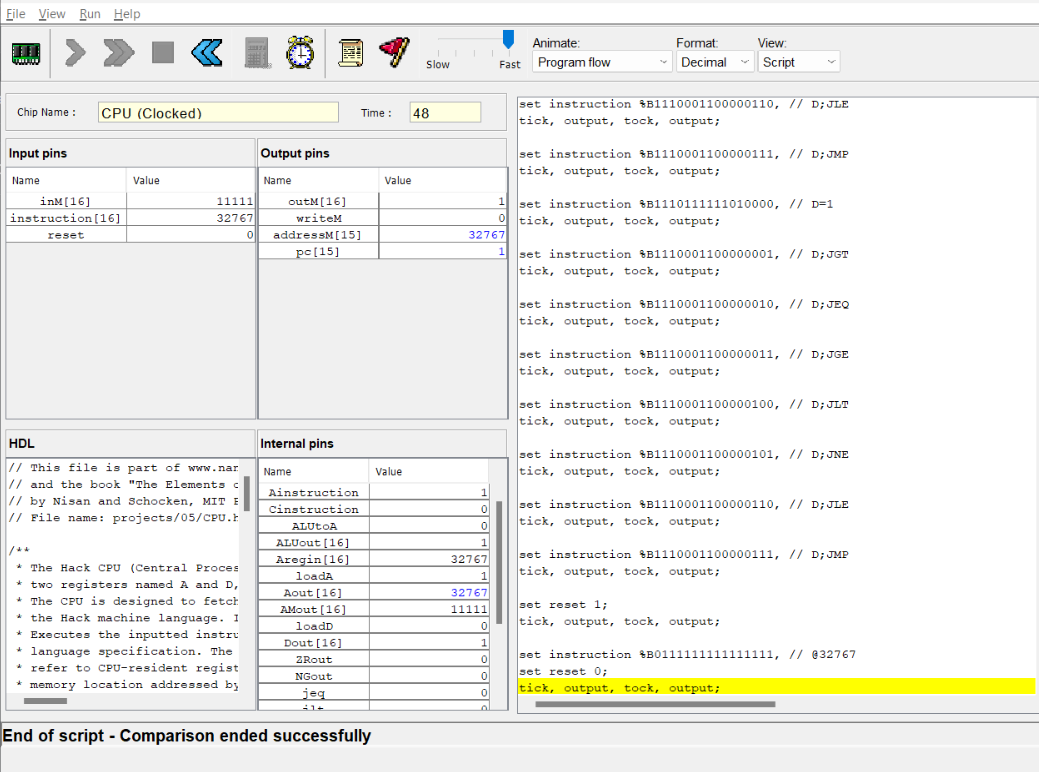 File View Run Help
Slow Fast
Animate: Format: View:
Program flow Decimal Script
Chip Name : CPU (Clocked) Time : 48
Input pins
Name Value
inM[16] 11111
instruction[16] 32767
reset 0
Output pins
Name Value
outM[16] 1
writeM 0
addressM[15] 32767
pc[15] 1
HDL
// This file is part of www.nan
// and the book "The Elements o
// by Nisan and Schocken, MIT P
// File name: projects/05/CPU.h
/**
* The Hack CPU (Central Proces
* two registers named A and D,
* The CPU is designed to fetch
* the Hack machine language. I
* Executes the inputted instru
* language specification. The
* refer to CPU-resident regist
* memory location addressed by
Internal pins
Name Value
Ainstruction 1
Cinstruction 0
ALUtoA 0
ALUout[16] 1
Aregin[16] 32767
loadA 1
Aout[16] 32767
AMout[16] 11111
loadD 0
Dout[16] 1
ZRout 0
NGout 0
jeq 0
jlt 0
set instruction %B1110001100000110, // D;JLE
tick, output, tock, output;
set instruction %B1110001100000111, // D;JMP
tick, output, tock, output;
set instruction %B1110111111010000, // D=1
tick, output, tock, output;
set instruction %B1110001100000001, // D;JGT
tick, output, tock, output;
set instruction %B1110001100000010, // D;JEQ
tick, output, tock, output;
set instruction %B1110001100000011, // D;JGE
tick, output, tock, output;
set instruction %B1110001100000100, // D;JLT
tick, output, tock, output;
set instruction %B1110001100000101, // D;JNE
tick, output, tock, output;
set instruction %B1110001100000110, // D;JLE
tick, output, tock, output;
set instruction %B1110001100000111, // D;JMP
tick, output, tock, output;
set reset 1;
tick, output, tock, output;
set instruction %B0111111111111111, // @32767
set reset 0;
tick, output, tock, output;
End of script - Comparison ended successfully